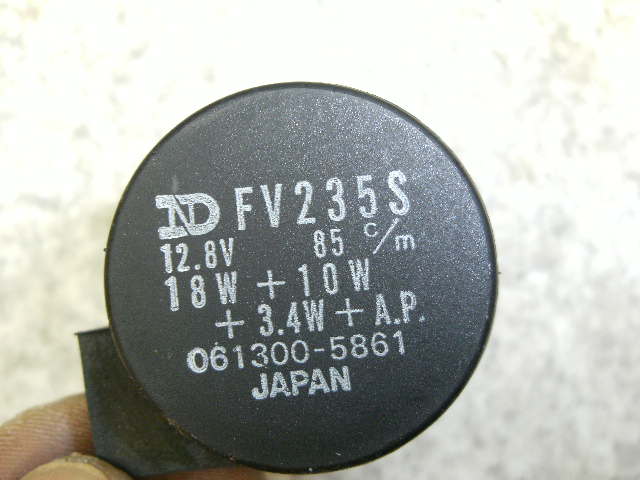 ND FV235S
12.8V 85 c/m
18W + 10W
+ 3.4W + A.P.
061300-5861
JAPAN